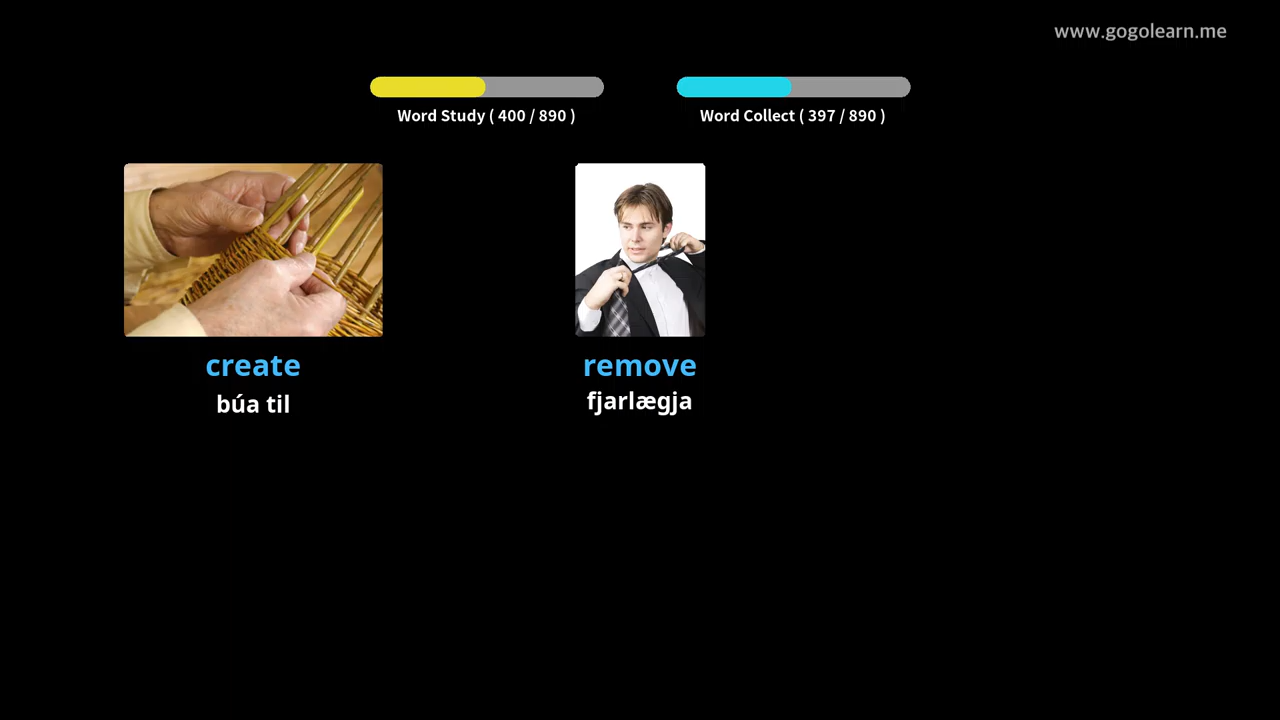 www.gogolearn.me
Word Study ( 400 / 890 )
Word Collect ( 397 / 890 )
create
búa til
remove
fjarlægja